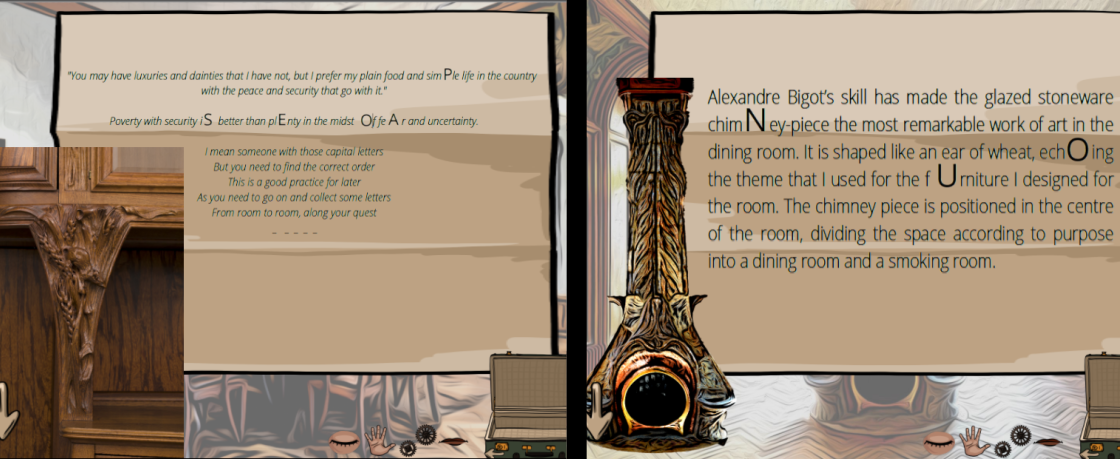 "You may have luxuries and dainties that I have not, but I prefer my plain food and simPle life in the country
with the peace and security that go with it."
Poverty with security iS better than plEnty in the midst Of feAr and uncertainty.
I mean someone with those capital letters
But you need to find the correct order
This is a good practice for later
As you need to go on and collect some letters
From room to room, along your quest
_ _ _ _ _
Alexandre Bigot's skill has made the glazed stoneware
chimNey-piece the most remarkable work of art in the
dining room. It is shaped like an ear of wheat, echOing
the theme that I used for the f Urniture I designed for
the room. The chimney piece is positioned in the centre
of the room, dividing the space according to purpose
into a dining room and a smoking room.